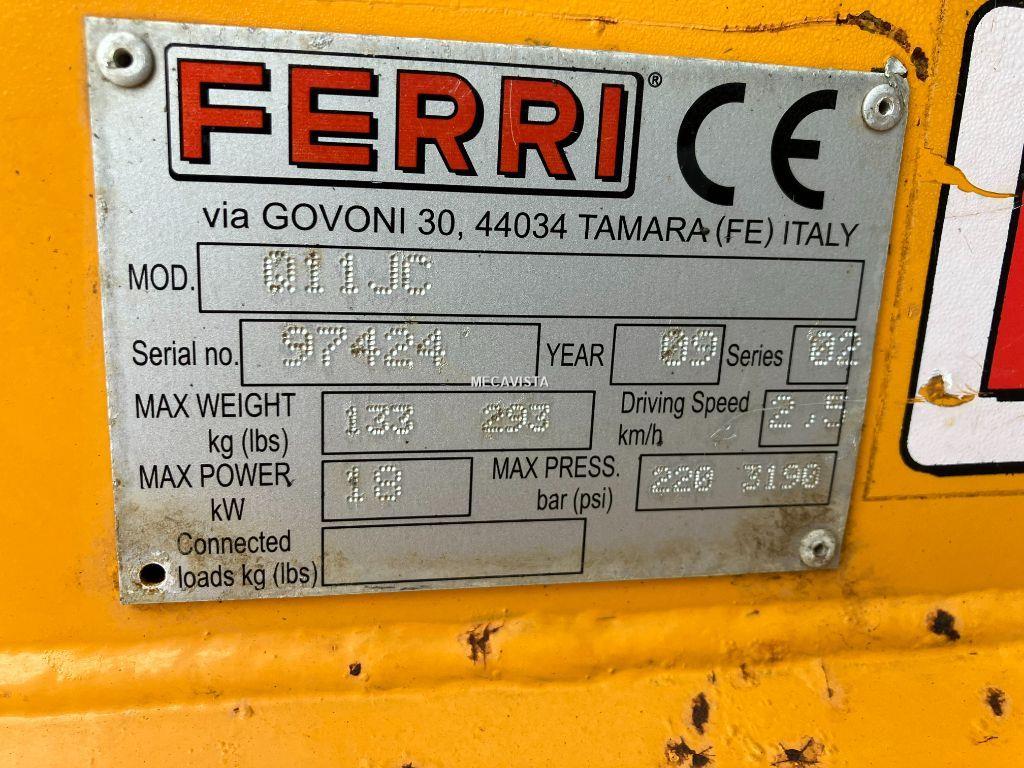 FERRI® CE
via GOVONI 30, 44034 TAMARA (FE) ITALY
MOD. Q11JC
Serial no. 97424 YEAR 09 Series 02
MECAVISTA
MAX WEIGHT kg (lbs) 133 293 Driving Speed km/h 2,5
MAX POWER kW 18 MAX PRESS. bar (psi) 220 3190
Connected loads kg (lbs)